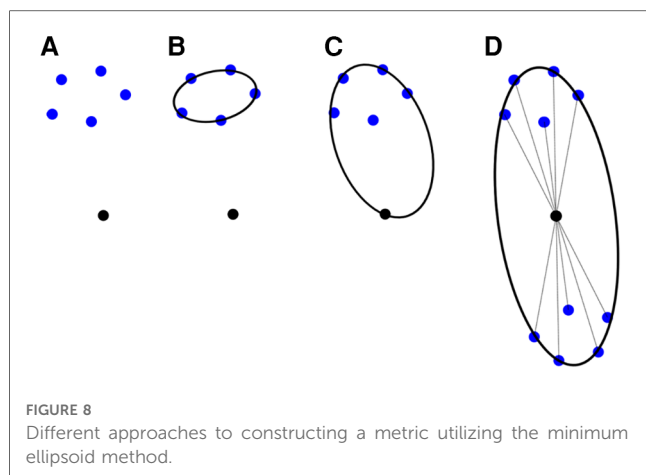 A B C D
FIGURE 8
Different approaches to constructing a metric utilizing the minimum
ellipsoid method.